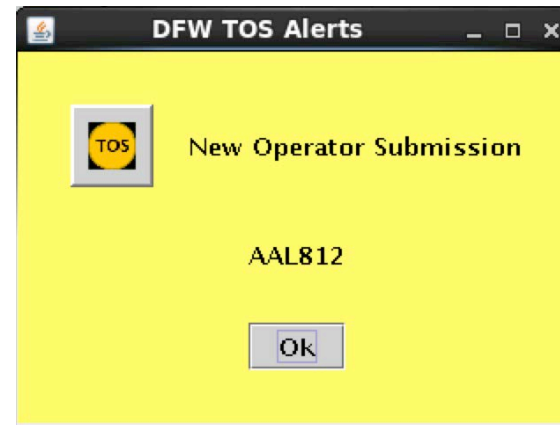 DFW TOS Alerts
TOS
New Operator Submission
AAL812
Ok